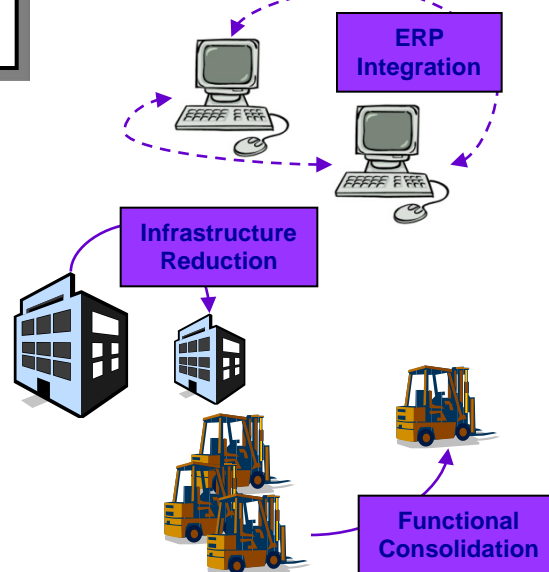 ERP
Integration
Infrastructure
Reduction
Functional
Consolidation